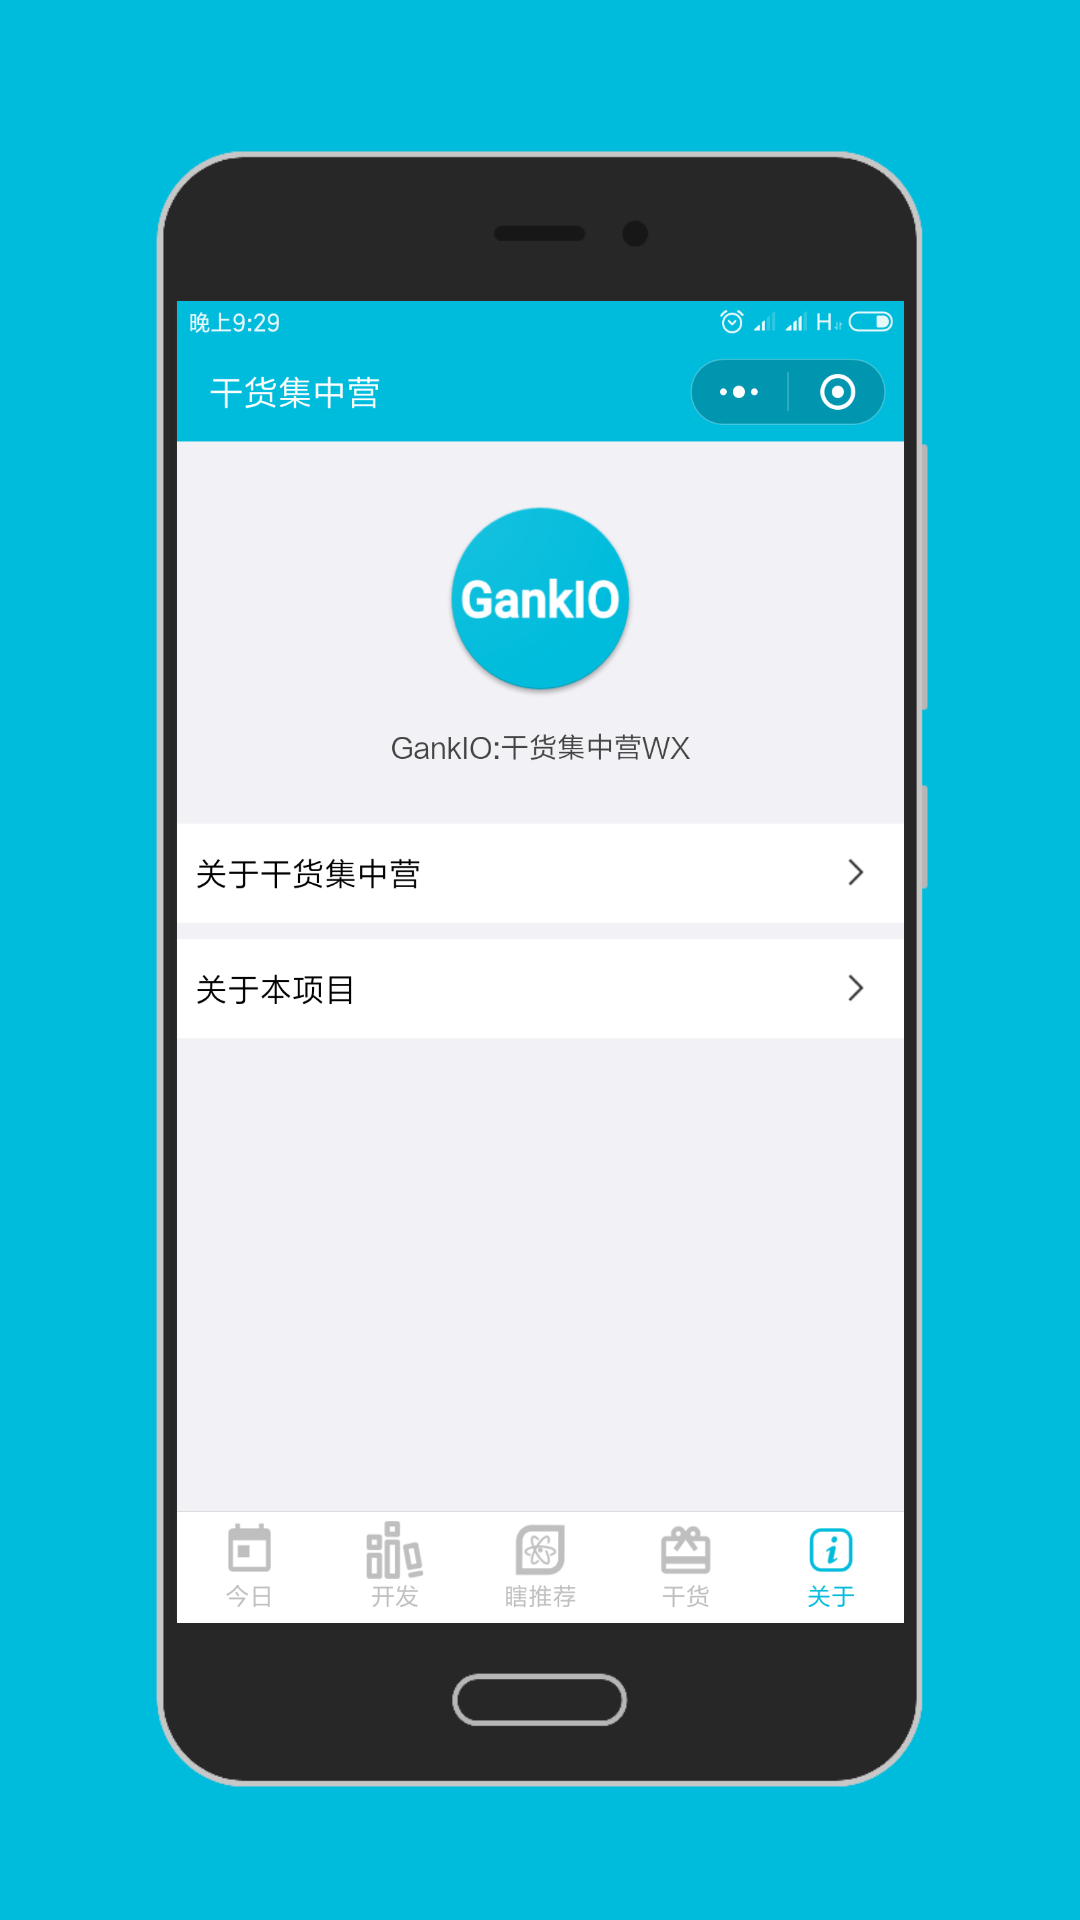 晚上9:29
H
干货集中营
GankIO
GankIO:干货集中营WX
关于干货集中营
关于本项目
今日
开发
瞎推荐
干货
关于